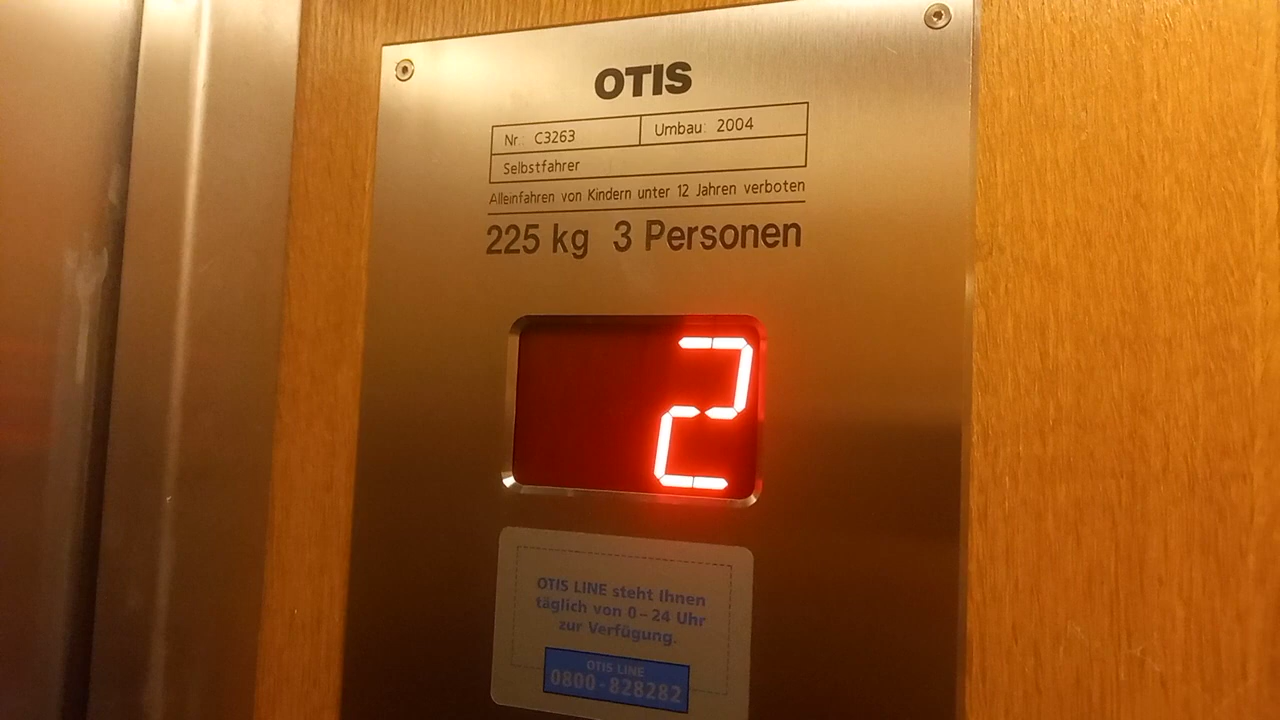 OTIS
Nr.: C3263 Umbau: 2004
Selbstfahrer
Alleinfahren von Kindern unter 12 Jahren verboten
225 kg 3 Personen
2
OTIS LINE steht Ihnen
täglich von 0–24 Uhr
zur Verfügung.
OTIS LINE
0800-828282